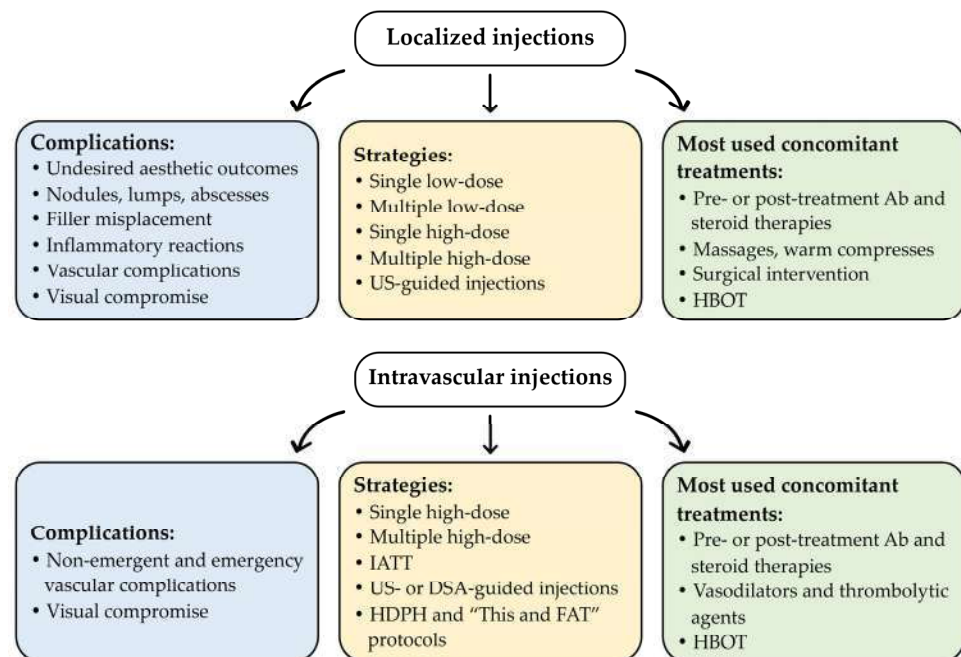 Localized injections
Complications:
• Undesired aesthetic outcomes
• Nodules, lumps, abscesses
• Filler misplacement
• Inflammatory reactions
• Vascular complications
• Visual compromise
Strategies:
• Single low-dose
• Multiple low-dose
• Single high-dose
• Multiple high-dose
• US-guided injections
Most used concomitant
treatments:
• Pre- or post-treatment Ab and
steroid therapies
• Massages, warm compresses
• Surgical intervention
• HBOT
Intravascular injections
Complications:
• Non-emergent and emergency
vascular complications
• Visual compromise
Strategies:
• Single high-dose
• Multiple high-dose
• IATT
• US- or DSA-guided injections
• HDPH and “This and FAT”
protocols
Most used concomitant
treatments:
• Pre- or post-treatment Ab and
steroid therapies
• Vasodilators and thrombolytic
agents
• HBOT